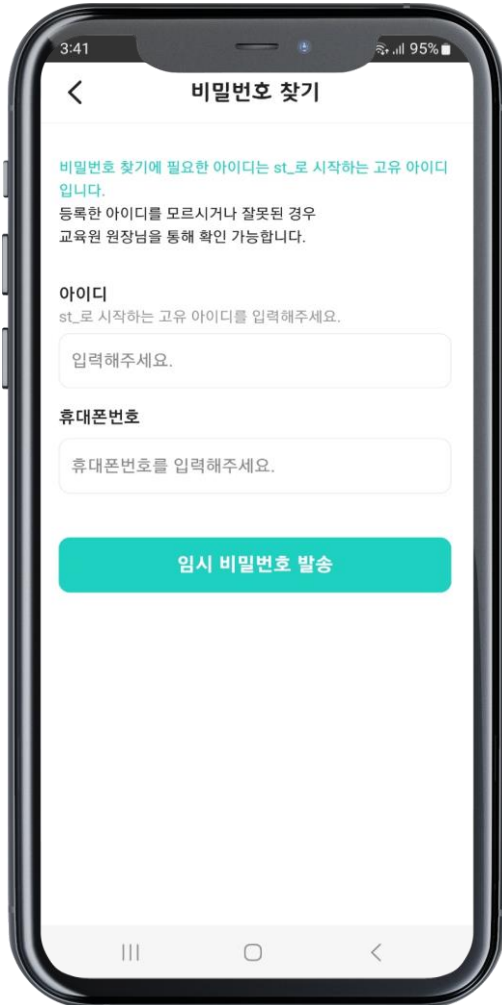 3:41
95%
비밀번호 찾기
비밀번호 찾기에 필요한 아이디는 st_로 시작하는 고유 아이디
입니다.
등록한 아이디를 모르시거나 잘못된 경우
교육원 원장님을 통해 확인 가능합니다.
아이디
st_로 시작하는 고유 아이디를 입력해주세요.
입력해주세요.
휴대폰번호
휴대폰번호를 입력해주세요.
임시 비밀번호 발송